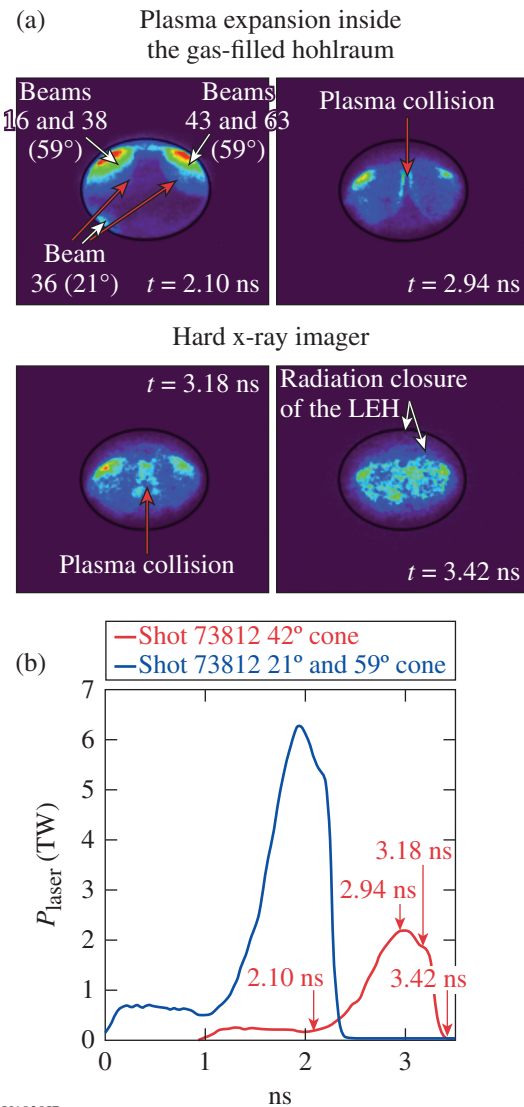 (a)
Plasma expansion inside
the gas-filled hohlraum
Beams
16 and 38
(59°)
Beams
43 and 63
(59°)
Beam
36 (21°)
t = 2.10 ns
Plasma collision
t = 2.94 ns
Hard x-ray imager
t = 3.18 ns
Plasma collision
Radiation closure
of the LEH
t = 3.42 ns
(b)
Shot 73812 42° cone
Shot 73812 21° and 59° cone
7
6
5
4
3
2
1
0
P_laser (TW)
2.10 ns
2.94 ns
3.18 ns
3.42 ns
0 1 2 3
ns